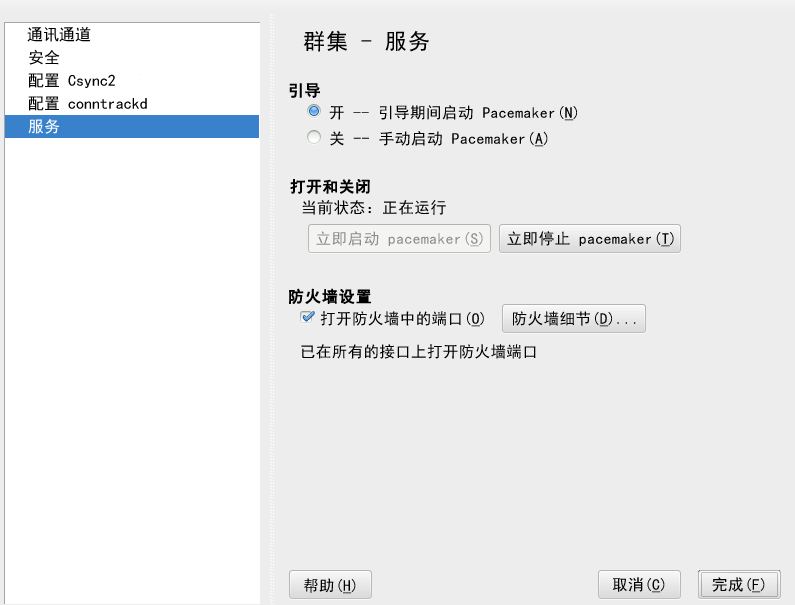 通讯通道
安全
配置 Csync2
配置 conntrackd
服务
群集 - 服务
引导
开 -- 引导期间启动 Pacemaker(N)
关 -- 手动启动 Pacemaker(A)
打开和关闭
当前状态: 正在运行
立即启动 pacemaker(S) 立即停止 pacemaker(T)
防火墙设置
打开防火墙中的端口(O) 防火墙细节(D)...
已在所有的接口上打开防火墙端口
帮助(H) 取消(C) 完成(F)